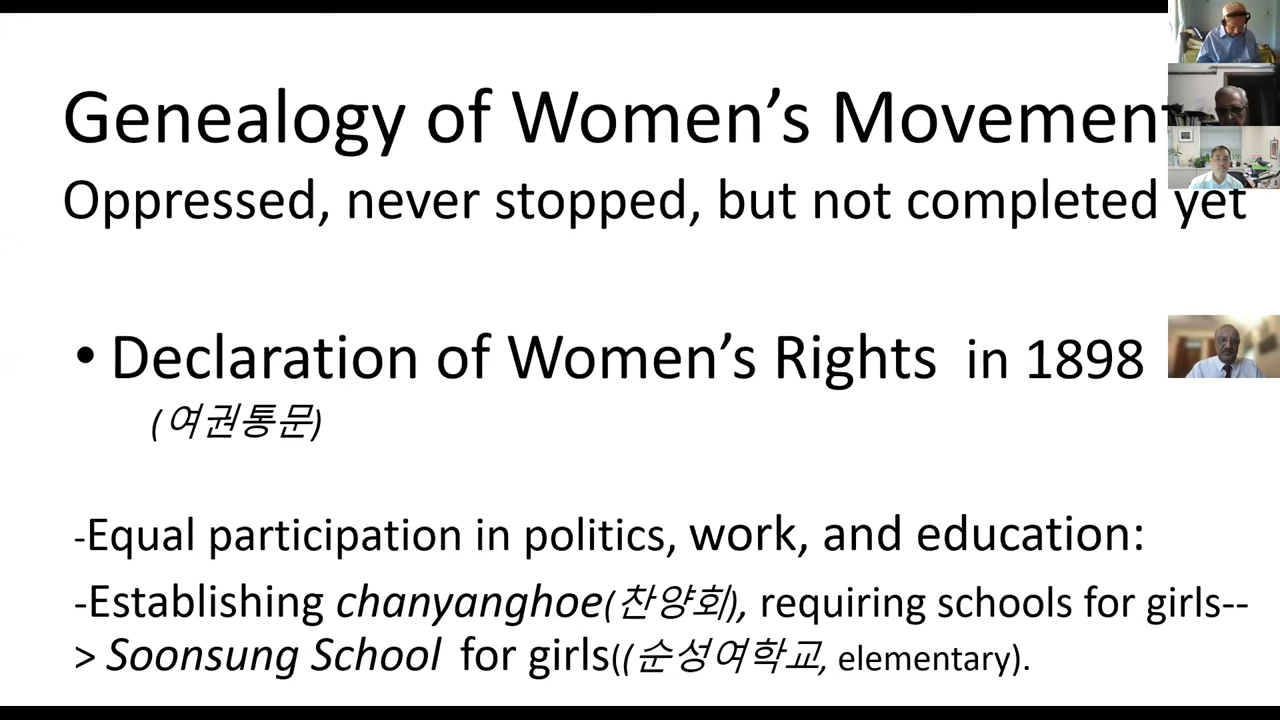 Genealogy of Women's Movement
Oppressed, never stopped, but not completed yet
• Declaration of Women's Rights in 1898
(여권통문)
-Equal participation in politics, work, and education:
-Establishing chanyanghoe(찬양회), requiring schools for girls--
> Soonsung School for girls((순성여학교, elementary).